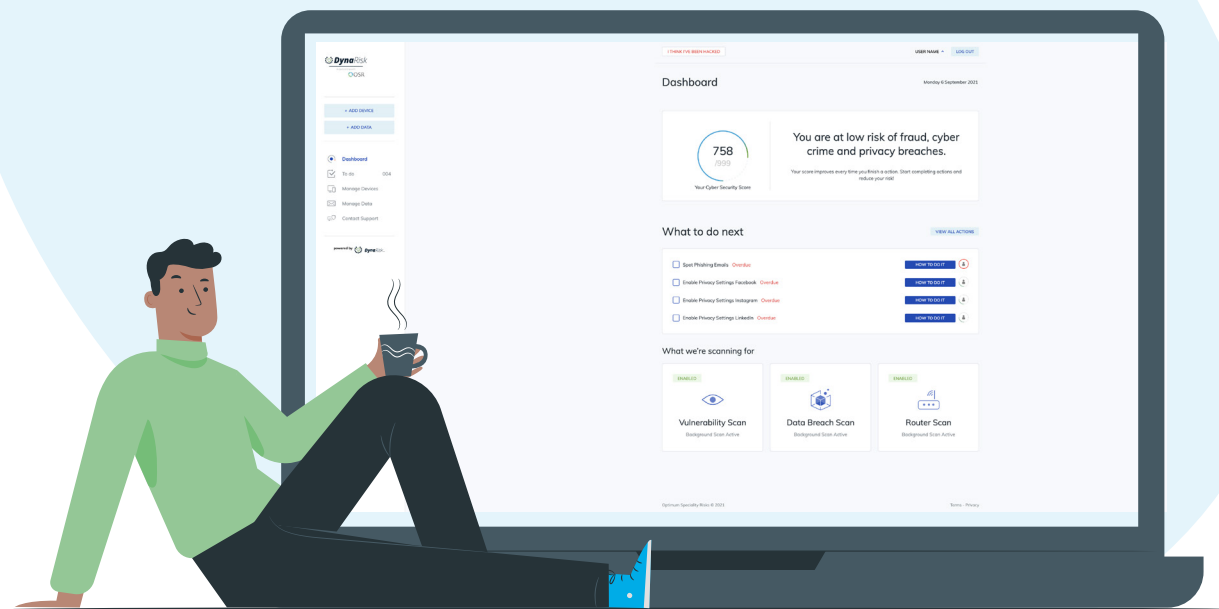 DynaRisk
OSR
+ ADD DEVICE
+ ADD DATA
Dashboard
To do
Manage Devices
Manage Data
Contact Support
powered by DynaRisk
I THINK I'VE BEEN HACKED
USER NAME
LOG OUT
Dashboard
Monday 6 September 2021
758
/999
Your Cyber Security Score
You are at low risk of fraud, cyber
crime and privacy breaches.
Your score improves every time you finish a action. Start completing actions and
reduce your risk!
What to do next
VIEW ALL ACTIONS
Spot Phishing Emails Overdue
HOW TO DO IT
Enable Privacy Settings Facebook Overdue
HOW TO DO IT
Enable Privacy Settings Instagram Overdue
HOW TO DO IT
Enable Privacy Settings LinkedIn Overdue
HOW TO DO IT
What we're scanning for
ENABLED
Vulnerability Scan
Background Scan Active
ENABLED
Data Breach Scan
Background Scan Active
ENABLED
Router Scan
Background Scan Active
Optimum Speciality Risks © 2021
Terms - Privacy